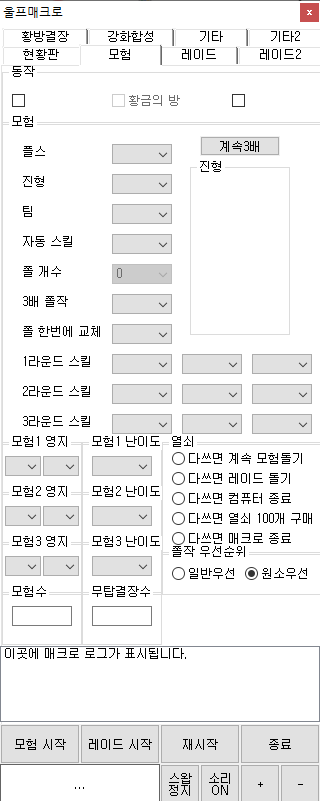 울프매크로 x
황방결장 강화합성 기타 기타2
현황판 모험 레이드 레이드2
동작
황금의 방
모험
플스 계속3배
진형 진형
팀
자동 스킬
쫄 개수 0
3배 쫄작
쫄 한번에 교체
1라운드 스킬
2라운드 스킬
3라운드 스킬
모험1 영지 모험1 난이도 열쇠
다쓰면 계속 모험돌기
다쓰면 레이드 돌기
모험2 영지 모험2 난이도
다쓰면 컴퓨터 종료
다쓰면 열쇠 100개 구매
모험3 영지 모험3 난이도
다쓰면 매크로 종료
쫄작 우선순위
일반우선 원소우선
모험수 무탑결장수
이곳에 매크로 로그가 표시됩니다.
모험 시작 레이드 시작 재시작 종료
... 스왑 정지 소리 ON + -